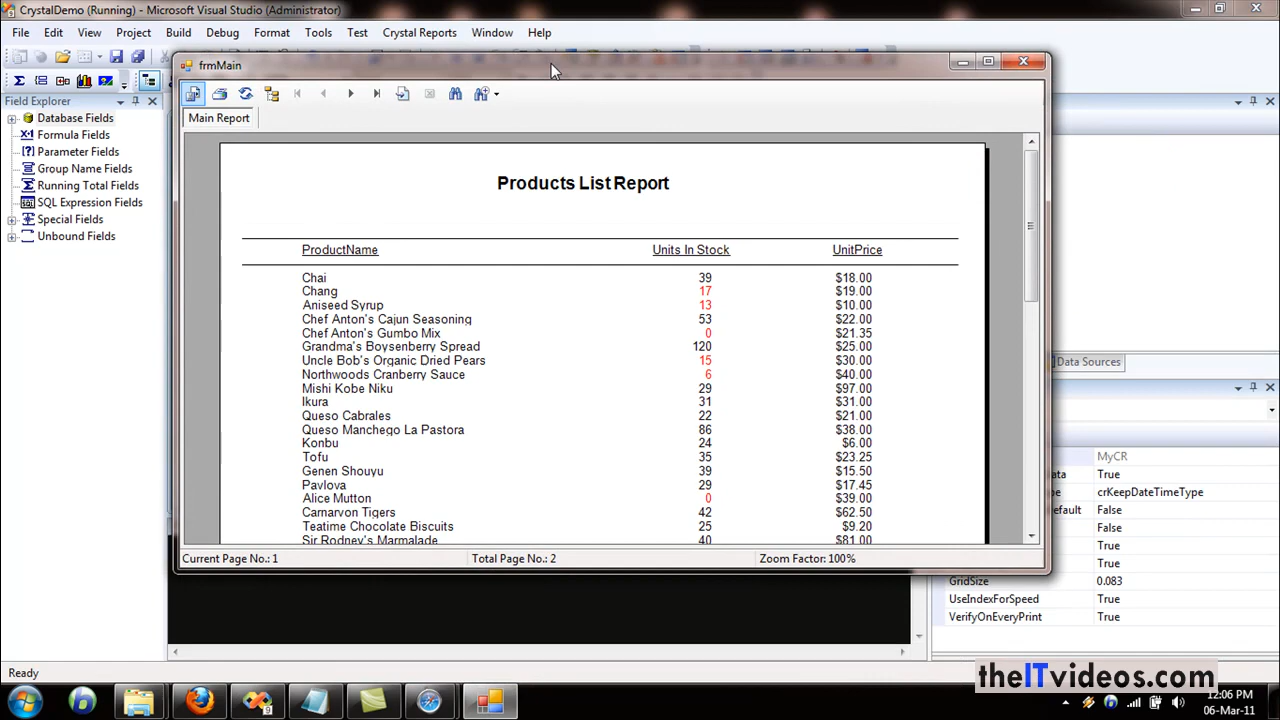 CrystalDemo (Running) - Microsoft Visual Studio (Administrator)
File Edit View Project Build Debug Format Tools Test Crystal Reports Window Help
Field Explorer
Database Fields
Formula Fields
Parameter Fields
Group Name Fields
Running Total Fields
SQL Expression Fields
Special Fields
Unbound Fields
frmMain
Main Report
Products List Report
ProductName Units In Stock UnitPrice
Chai 39 $18.00
Chang 17 $19.00
Aniseed Syrup 13 $10.00
Chef Anton's Cajun Seasoning 53 $22.00
Chef Anton's Gumbo Mix 0 $21.35
Grandma's Boysenberry Spread 120 $25.00
Uncle Bob's Organic Dried Pears 15 $30.00
Northwoods Cranberry Sauce 6 $40.00
Mishi Kobe Niku 29 $97.00
Ikura 31 $31.00
Queso Cabrales 22 $21.00
Queso Manchego La Pastora 86 $38.00
Konbu 24 $6.00
Tofu 35 $23.25
Genen Shouyu 39 $15.50
Pavlova 29 $17.45
Alice Mutton 0 $39.00
Carnarvon Tigers 42 $62.50
Teatime Chocolate Biscuits 25 $9.20
Sir Rodney's Marmalade 40 $81.00
Current Page No.: 1 Total Page No.: 2 Zoom Factor: 100%
Data Sources
MyCR
ata True
pe crKeepDateTimeType
efault False
False
True
True
GridSize 0.083
UseIndexForSpeed True
VerifyOnEveryPrint True
Ready
theITvideos.com
12:06 PM
06-Mar-11